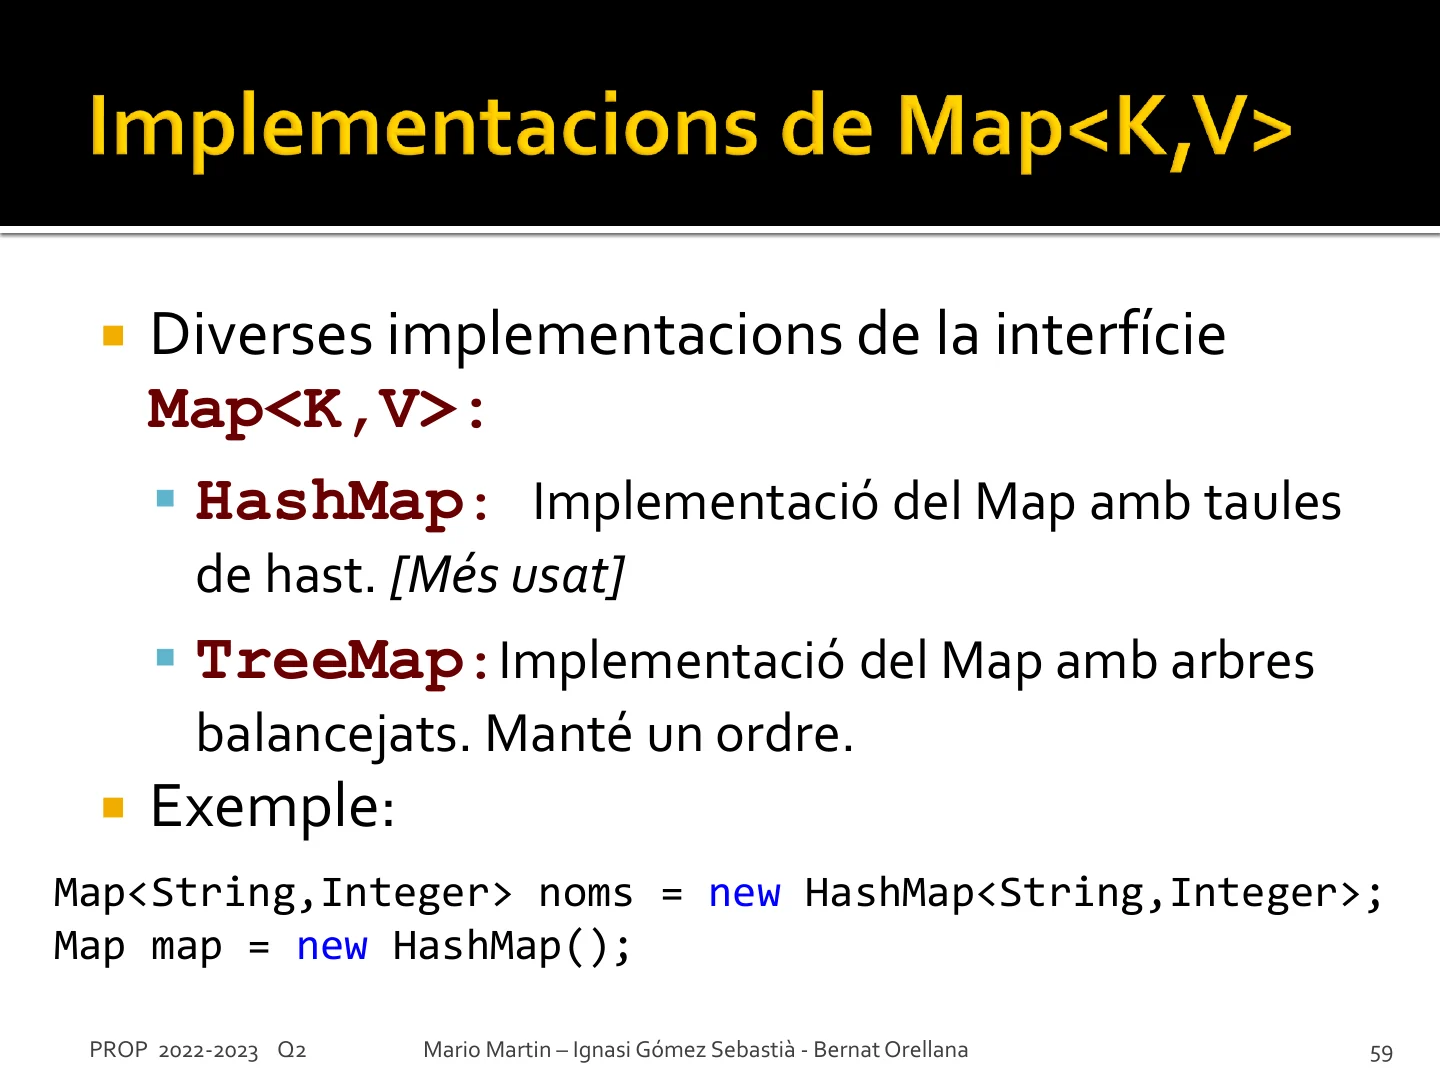 Implementacions de Map<K,V>
Diverses implementacions de la interfície
Map<K,V>:
HashMap: Implementació del Map amb taules
de hast. [Més usat]
TreeMap:Implementació del Map amb arbres
balancejats. Manté un ordre.
Exemple:
Map<String,Integer> noms = new HashMap<String,Integer>;
Map map = new HashMap();
PROP 2022-2023 Q2 Mario Martin – Ignasi Gómez Sebastià - Bernat Orellana 59